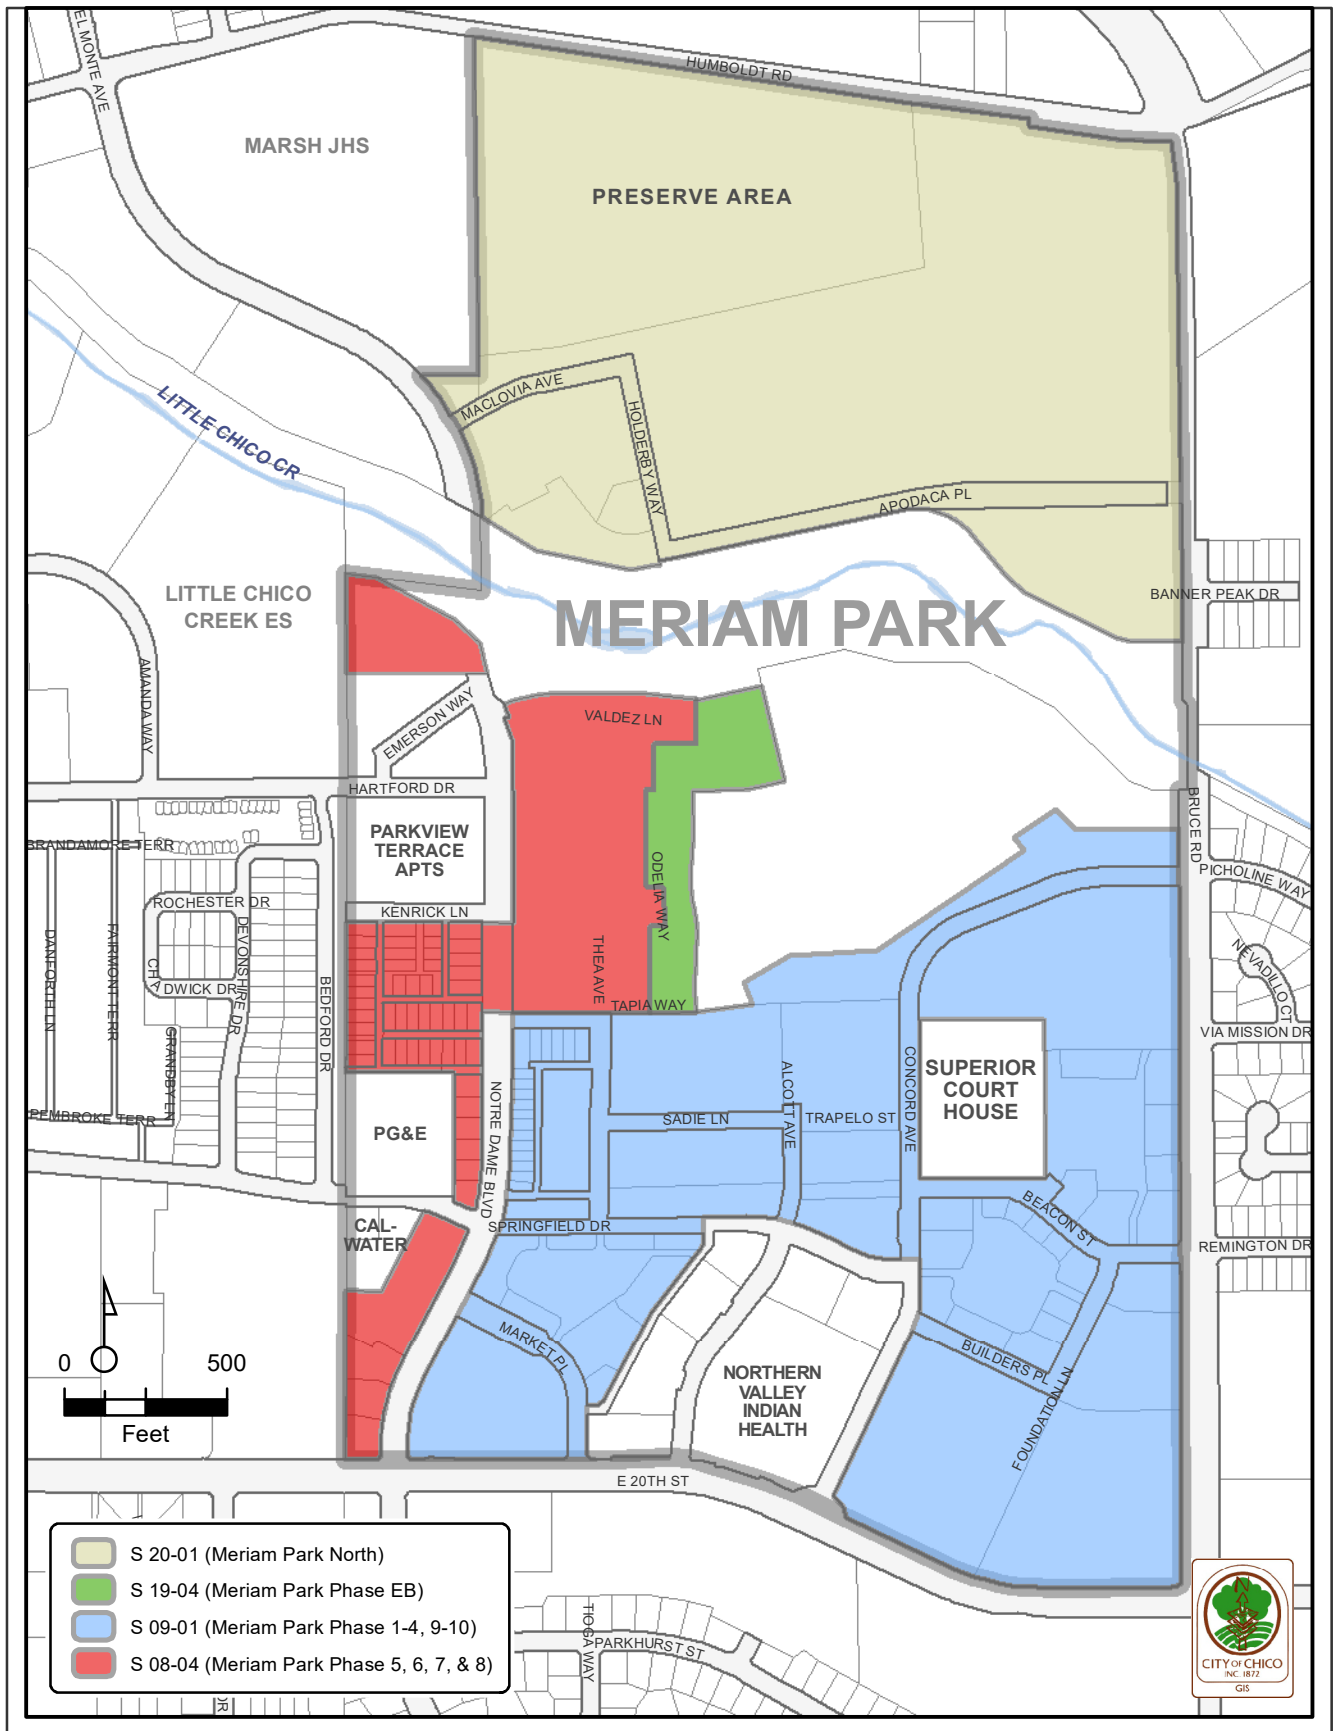 EL MONTE AVE
HUMBOLDT RD
MARSH JHS
PRESERVE AREA
MACLOVIA AVE
HOLDERBY WAY
LITTLE CHICO CR
APODACA PL
LITTLE CHICO
CREEK ES
BANNER PEAK DR
MERIAM PARK
AMANDA WAY
EMERSON WAY
VALDEZ LN
HARTFORD DR
BRUCE RD
PARKVIEW
TERRACE
APTS
BRANDAMORE TERR
ODELIA WAY
PICHOLINE WAY
ROCHESTER DR
KENRICK LN
DANFORTH LN
FAIRMONT TERR
DEVONSHIRE DR
BEDFORD DR
THEA AVE
NEVADILLO CT
CHADWICK DR
TAPIA WAY
VIA MISSION DR
GRANDBY LN
NOTRE DAME BLVD
ALCOTT AVE
CONCORD AVE
SUPERIOR
COURT
HOUSE
PEMBROKE TERR
PG&E
SADIE LN
TRAPELO ST
CAL-
WATER
SPRINGFIELD DR
BEACON ST
REMINGTON DR
MARKET PL
BUILDERS PL
FOUNDATION LN
NORTHERN
VALLEY
INDIAN
HEALTH
0 500
Feet
E 20TH ST
S 20-01 (Meriam Park North)
S 19-04 (Meriam Park Phase EB)
S 09-01 (Meriam Park Phase 1-4, 9-10)
S 08-04 (Meriam Park Phase 5, 6, 7, & 8)
DR
TIOGA WAY
PARKHURST ST
N
CITY OF CHICO
INC. 1872
GIS